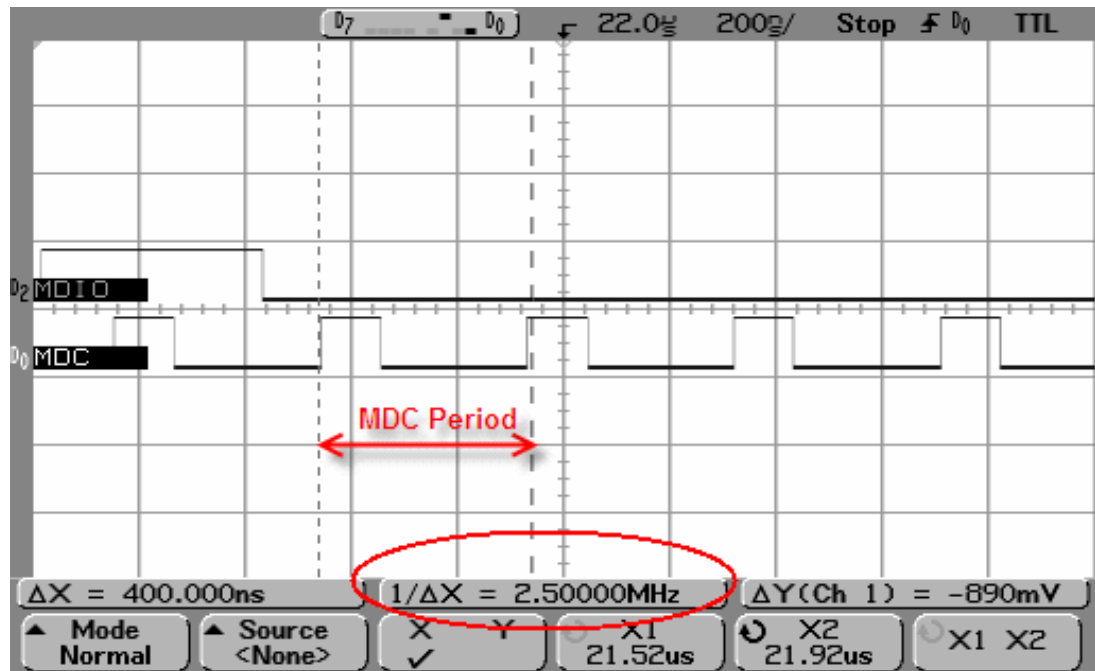 D7 D0 22.0us 200ns/ Stop D0 TTL
D2 MDIO
D0 MDC
MDC Period
ΔX = 400.000ns 1/ΔX = 2.50000MHz ΔY(Ch 1) = -890mV
Mode Source X Y X1 X2 X1 X2
Normal <None> ✓ 21.52us 21.92us